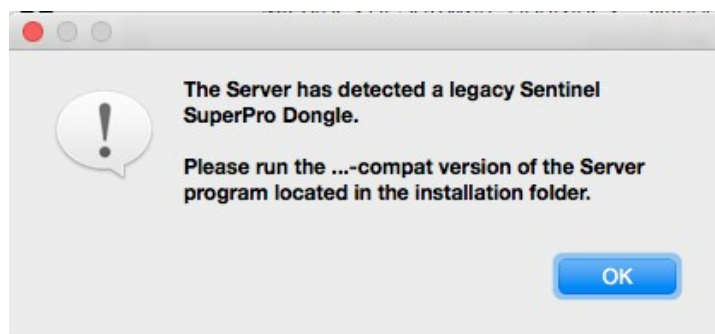 The Server has detected a legacy Sentinel
SuperPro Dongle.
Please run the ...-compat version of the Server
program located in the installation folder.
OK